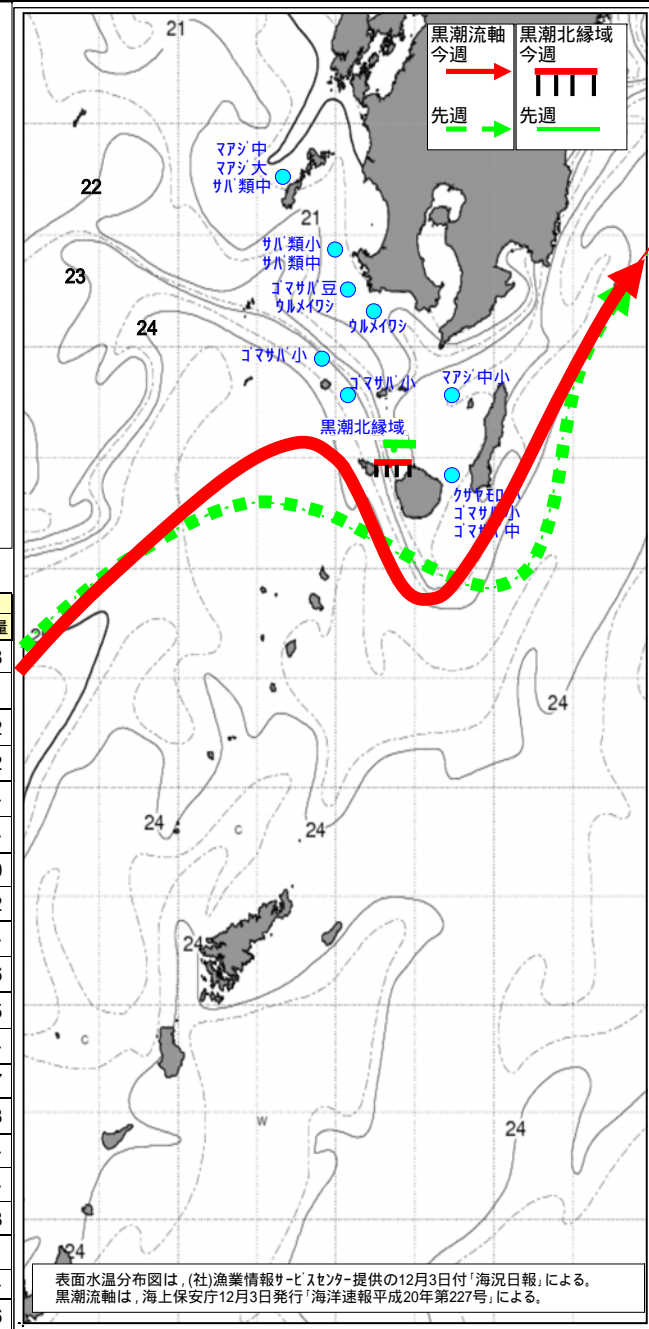 黒潮流軸
今週
先週
黒潮北縁域
今週
先週
21
22
23
24
21
マアジ中
マアジ大
サバ類中
サバ類小
サバ類中
ゴマサバ豆
ウルメイワシ
ウルメイワシ
ゴマサバ小
ゴマサバ小
マアジ中小
黒潮北縁域
クサヤモロ小
ゴマサバ小
ゴマサバ中
量
24
24
24
C
24
C
W
24
24
表面水温分布図は,(社)漁業情報サービスセンター提供の12月3日付「海況日報」による。
黒潮流軸は,海上保安庁12月3日発行「海洋速報平成20年第227号」による。